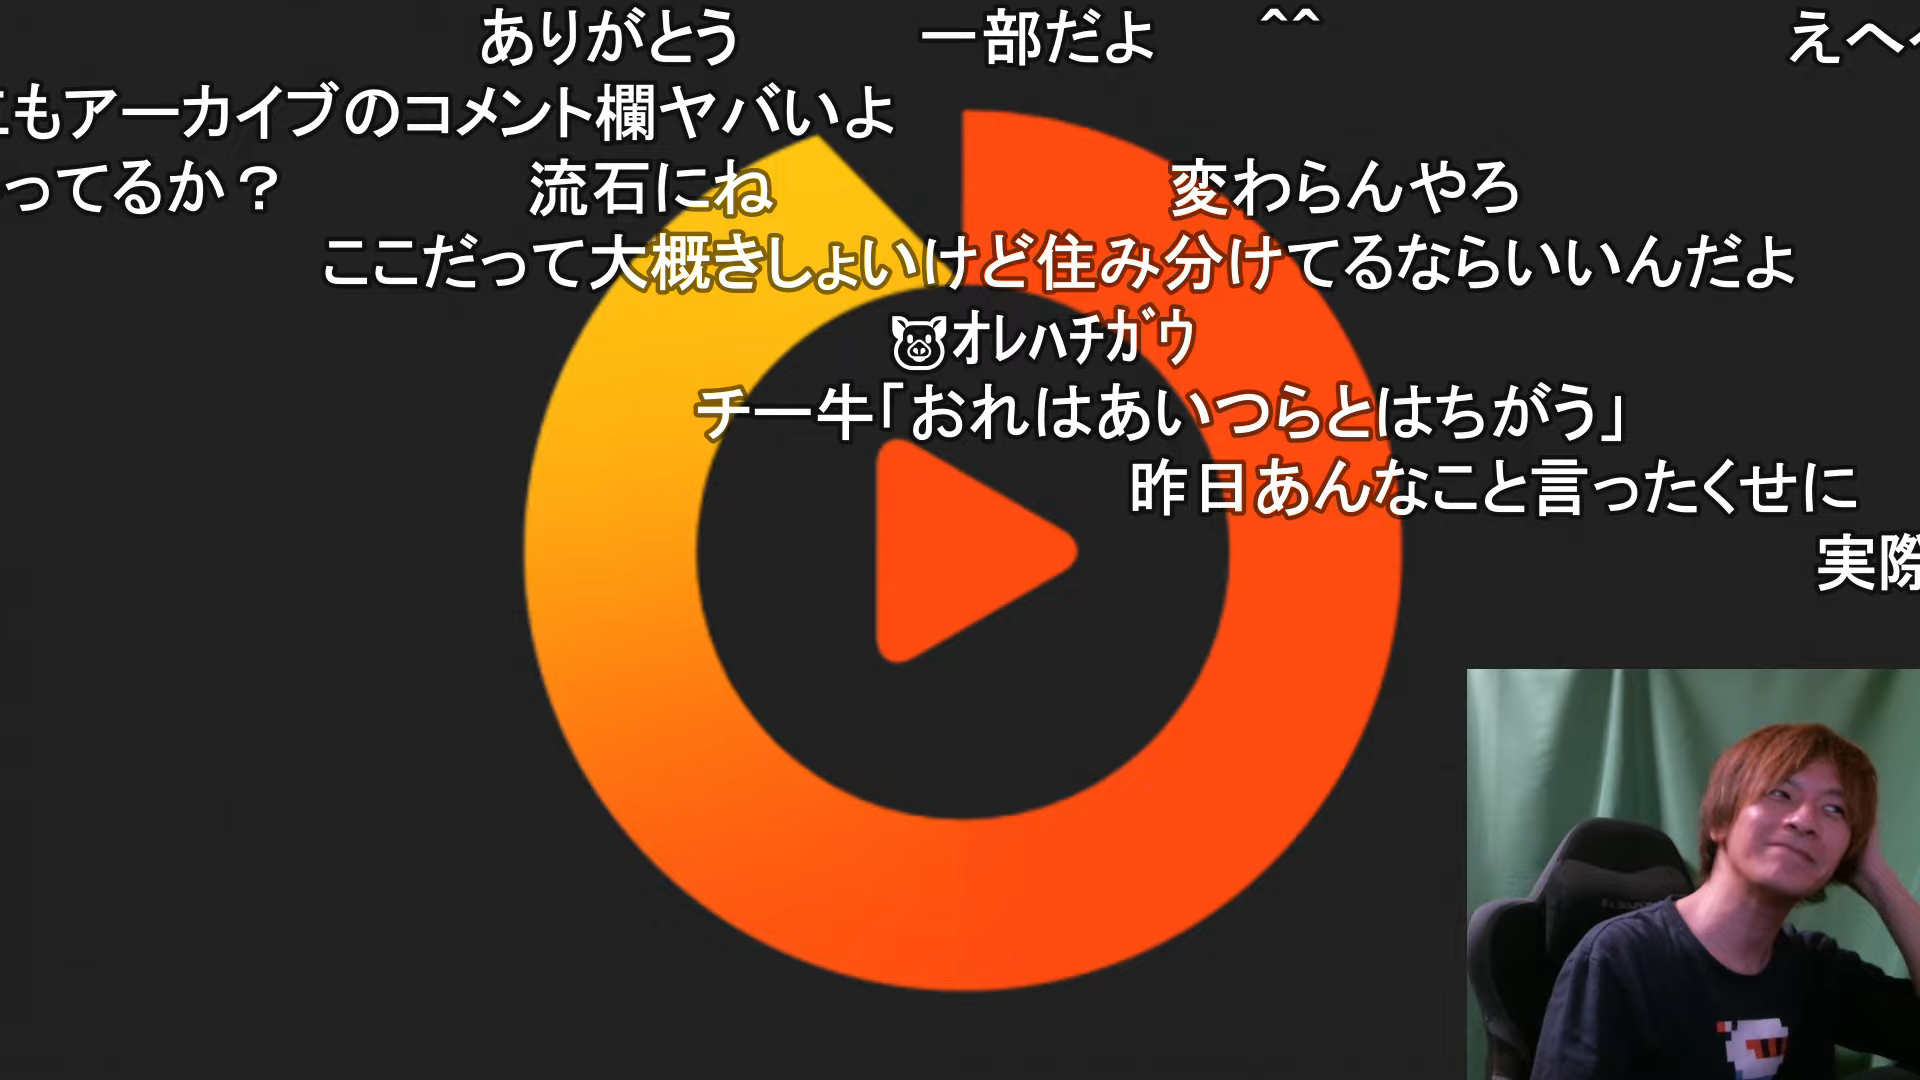 ありがとう 一部だよ ^^ えへ
もアーカイブのコメント欄ヤバいよ
ってるか？ 流石にね 変わらんやろ
ここだって大概きしょいけど住み分けてるならいいんだよ
🐷ｵﾚﾊﾁｶﾞｳ
チー牛「おれはあいつらとはちがう」
昨日あんなこと言ったくせに
実際